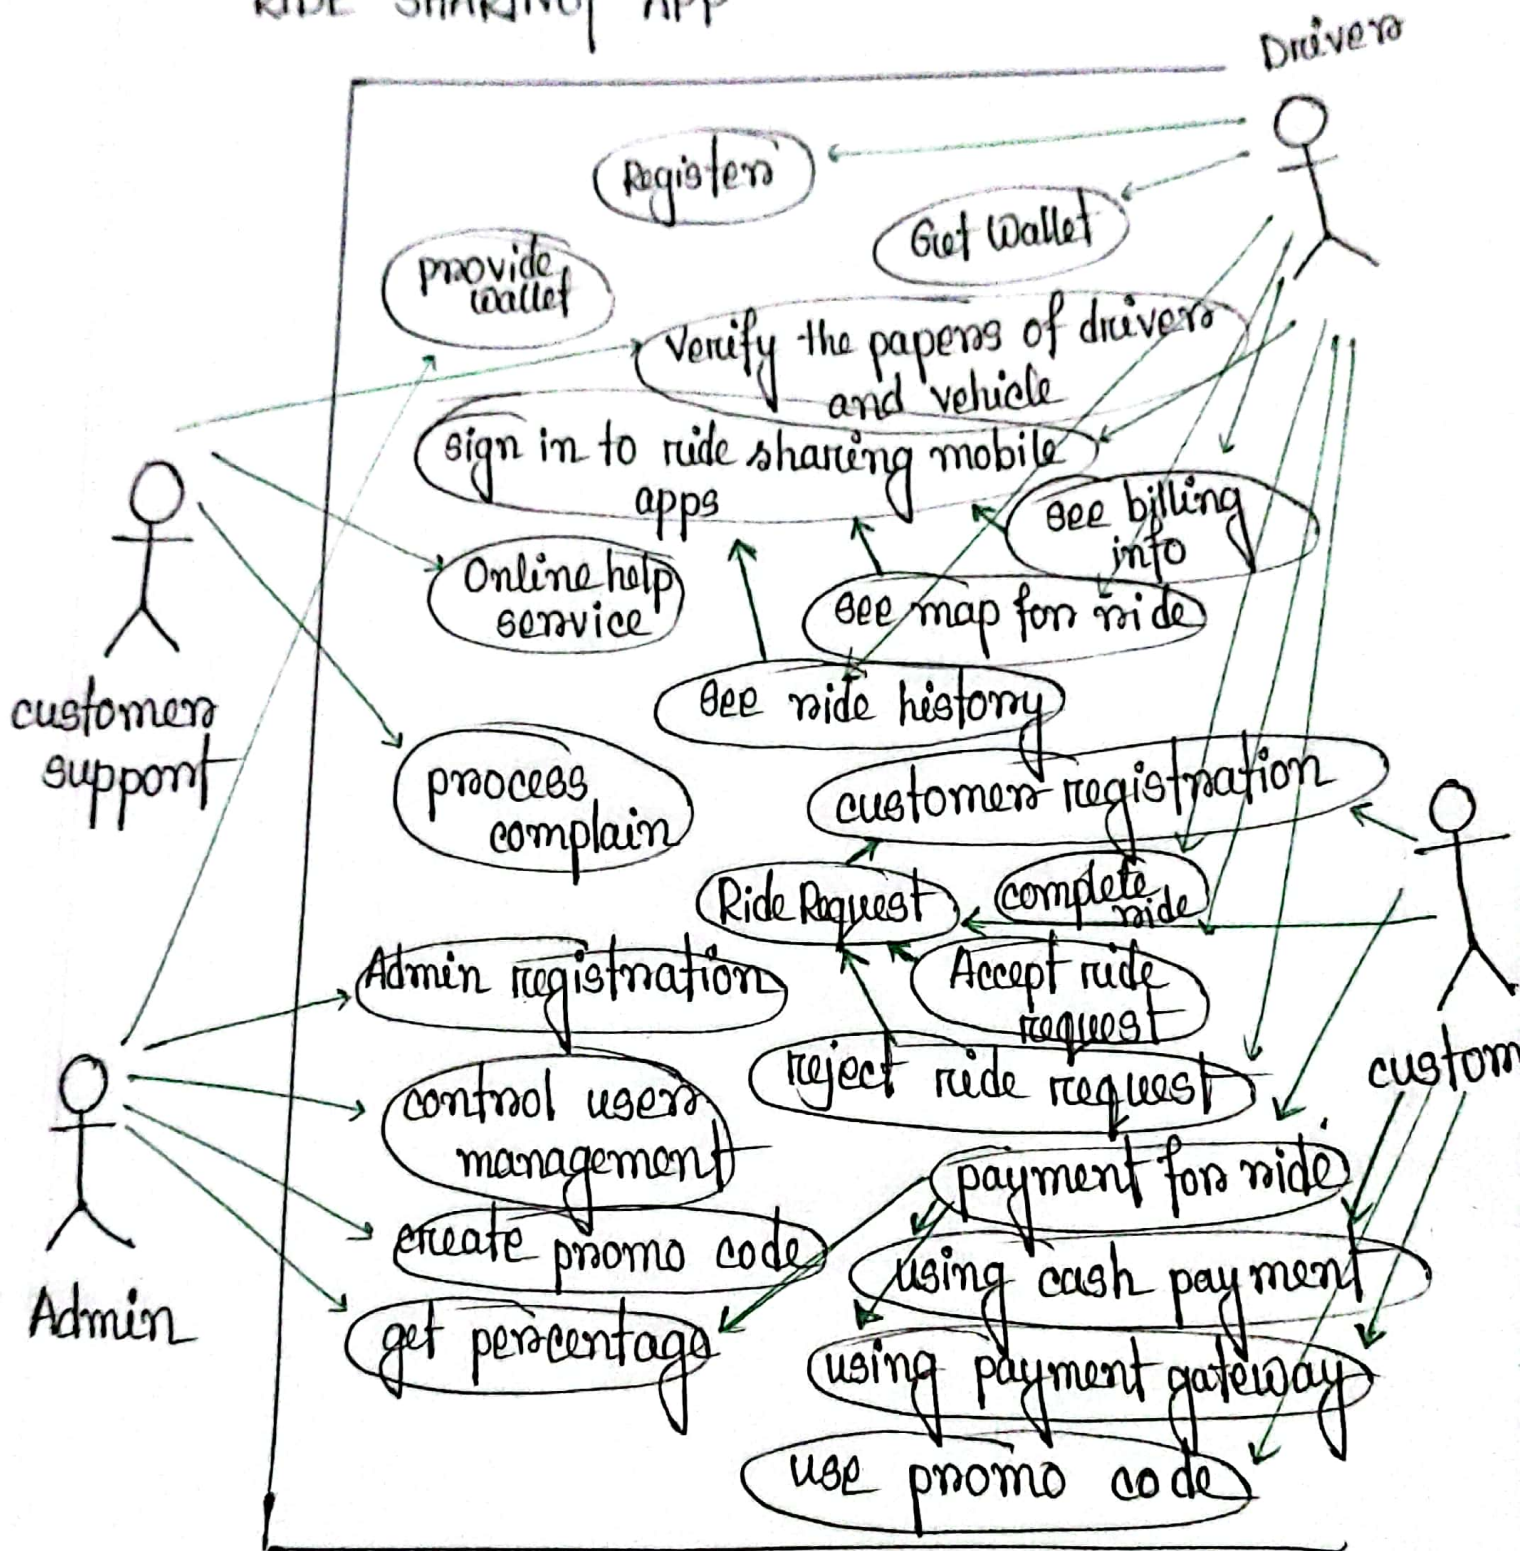 RIDE SHARING APP
Driver
Register
Get Wallet
provide
wallet
Verify the papers of driver
and vehicle
sign in to ride sharing mobile
apps
see billing
info
Online help
service
see map for ride
see ride history
customer
support
process
complain
customer registration
Ride Request
complete
ride
Admin registration
Accept ride
request
reject ride request
custom
control user
management
payment for ride
create promo code
using cash payment
Admin
get percentage
using payment gateway
use promo code